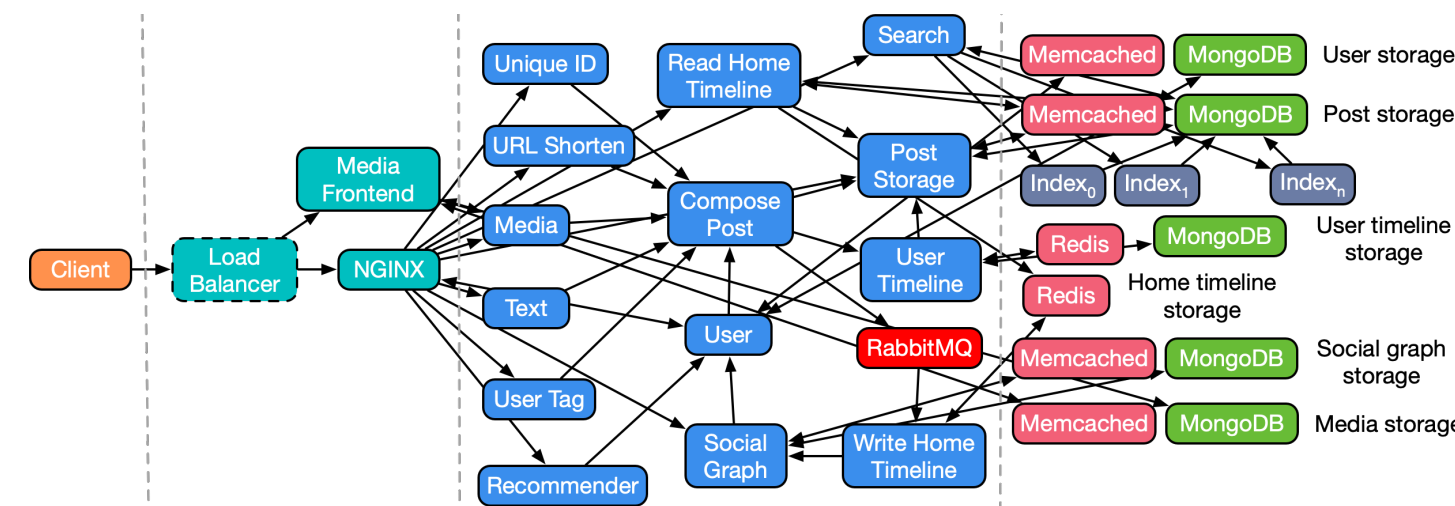 Client
Load
Balancer
Media
Frontend
NGINX
Unique ID
URL Shorten
Media
Text
User Tag
Recommender
Read Home
Timeline
Compose
Post
User
Social
Graph
Search
Post
Storage
User
Timeline
RabbitMQ
Write Home
Timeline
Memcached
MongoDB
User storage
Memcached
MongoDB
Post storage
Index0
Index1
Indexn
Redis
MongoDB
User timeline
storage
Redis
Home timeline
storage
Memcached
MongoDB
Social graph
storage
Memcached
MongoDB
Media storage